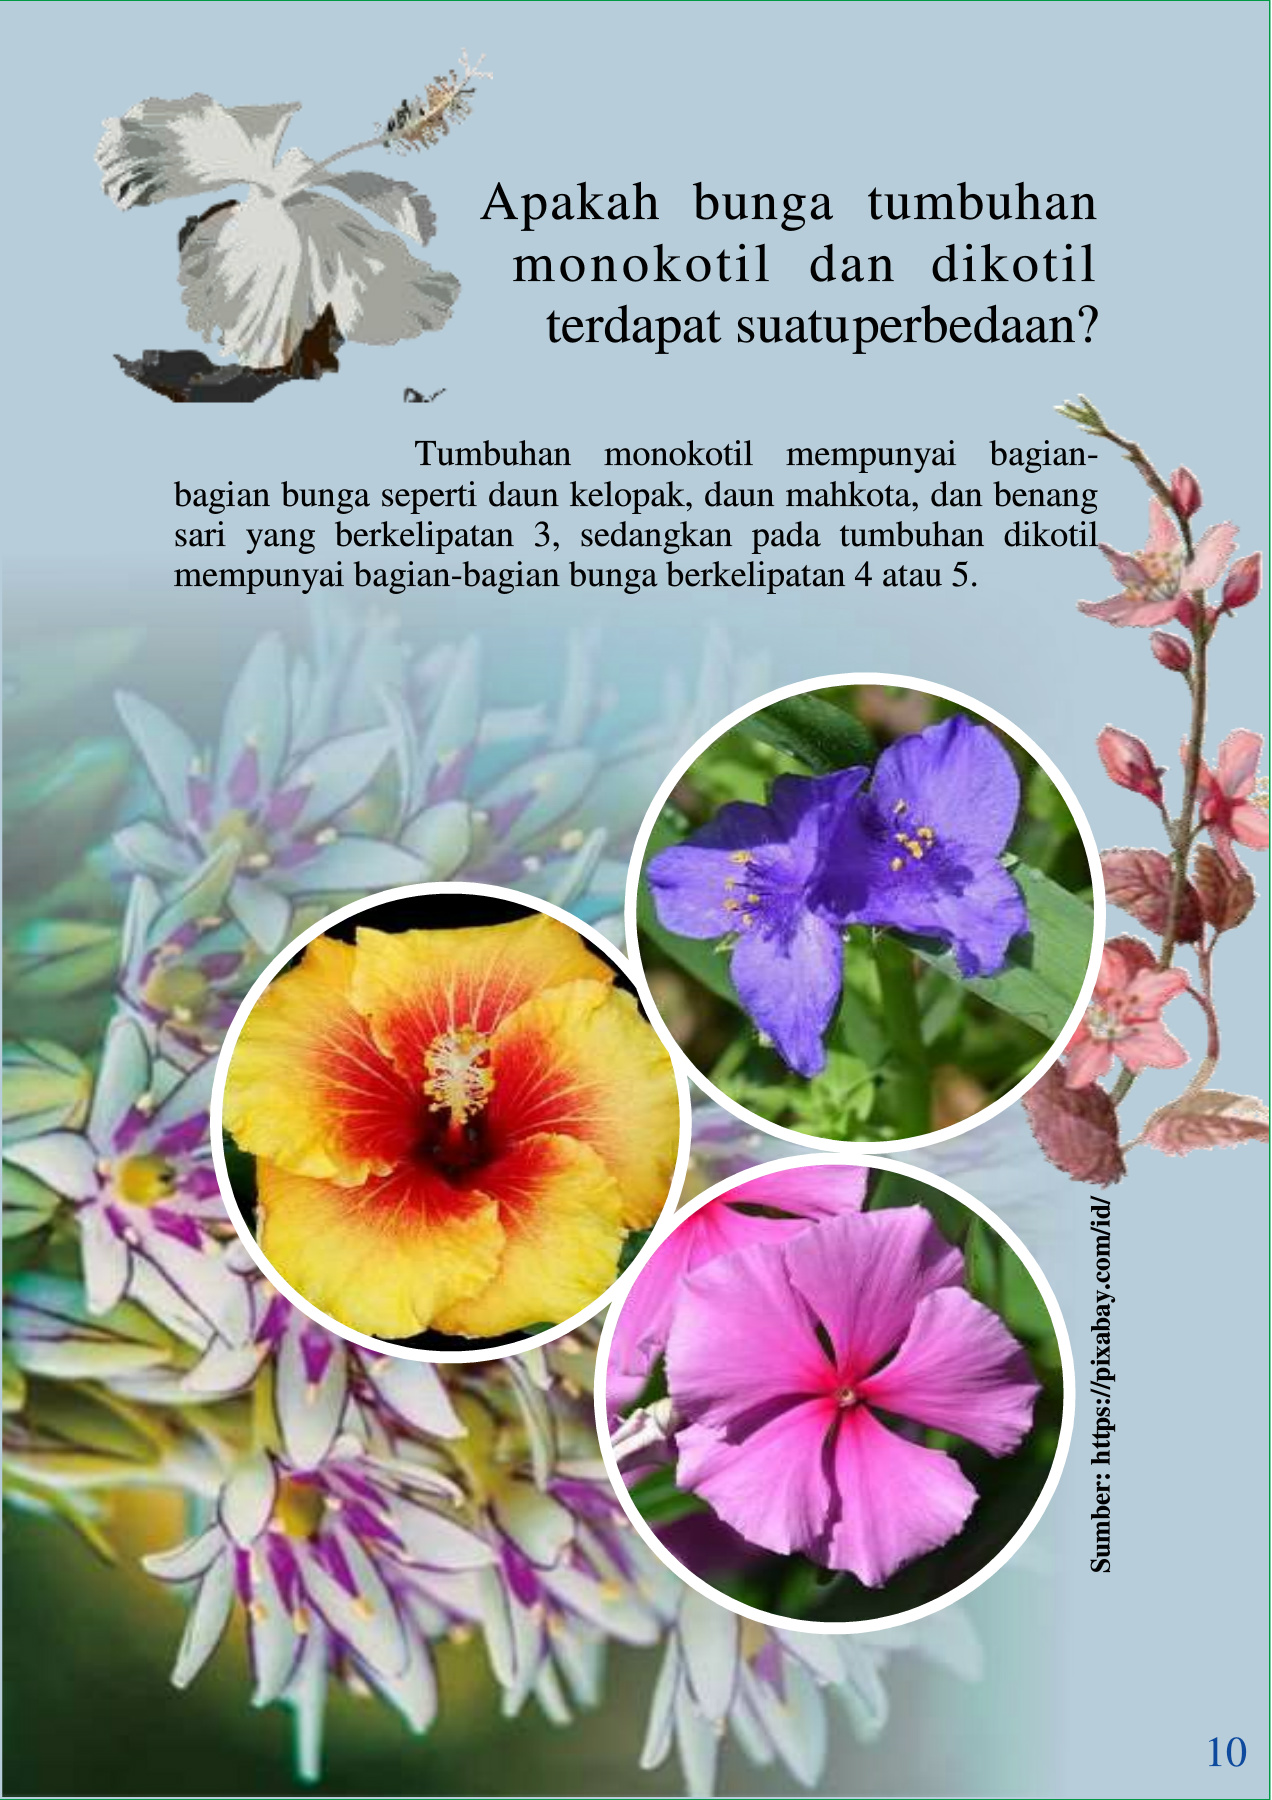 Apakah bunga tumbuhan
monokotil dan dikotil
terdapat suatuperbedaan?
Tumbuhan monokotil mempunyai bagian-
bagian bunga seperti daun kelopak, daun mahkota, dan benang
sari yang berkelipatan 3, sedangkan pada tumbuhan dikotil
mempunyai bagian-bagian bunga berkelipatan 4 atau 5.
Sumber: https://pixabay.com/id/
10